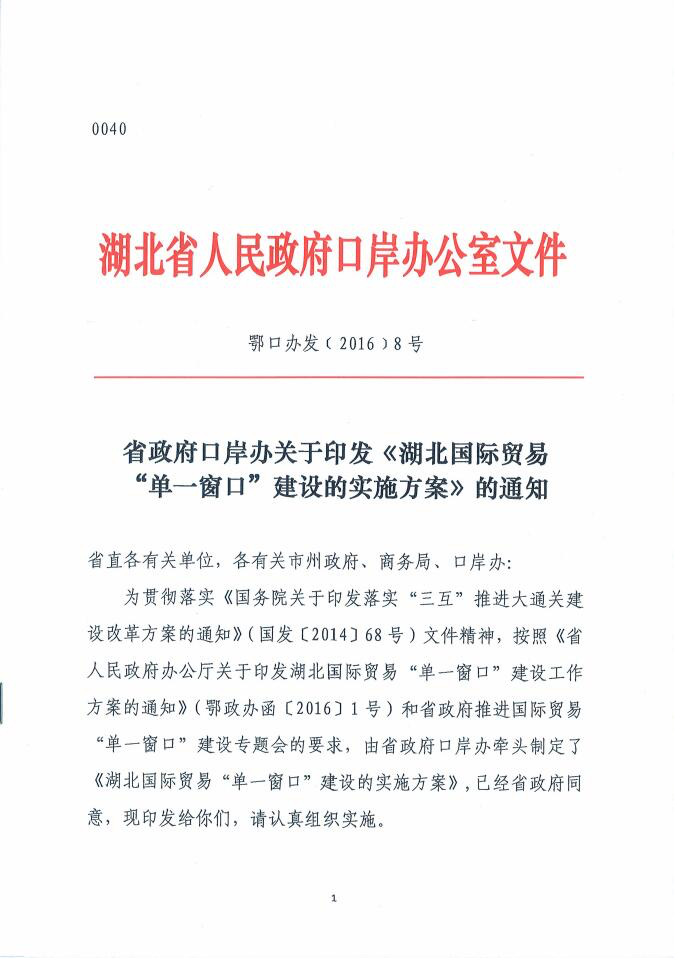 0040
湖北省人民政府口岸办公室文件
鄂口办发﹝2016﹞8号
省政府口岸办关于印发《湖北国际贸易
“单一窗口”建设的实施方案》的通知
省直各有关单位，各有关市州政府、商务局、口岸办：
为贯彻落实《国务院关于印发落实“三互”推进大通关建
设改革方案的通知》（国发〔2014〕68号）文件精神，按照《省
人民政府办公厅关于印发湖北国际贸易“单一窗口”建设工作
方案的通知》（鄂政办函〔2016〕1号）和省政府推进国际贸易
“单一窗口”建设专题会的要求，由省政府口岸办牵头制定了
《湖北国际贸易“单一窗口”建设的实施方案》,已经省政府同
意，现印发给你们，请认真组织实施。
1